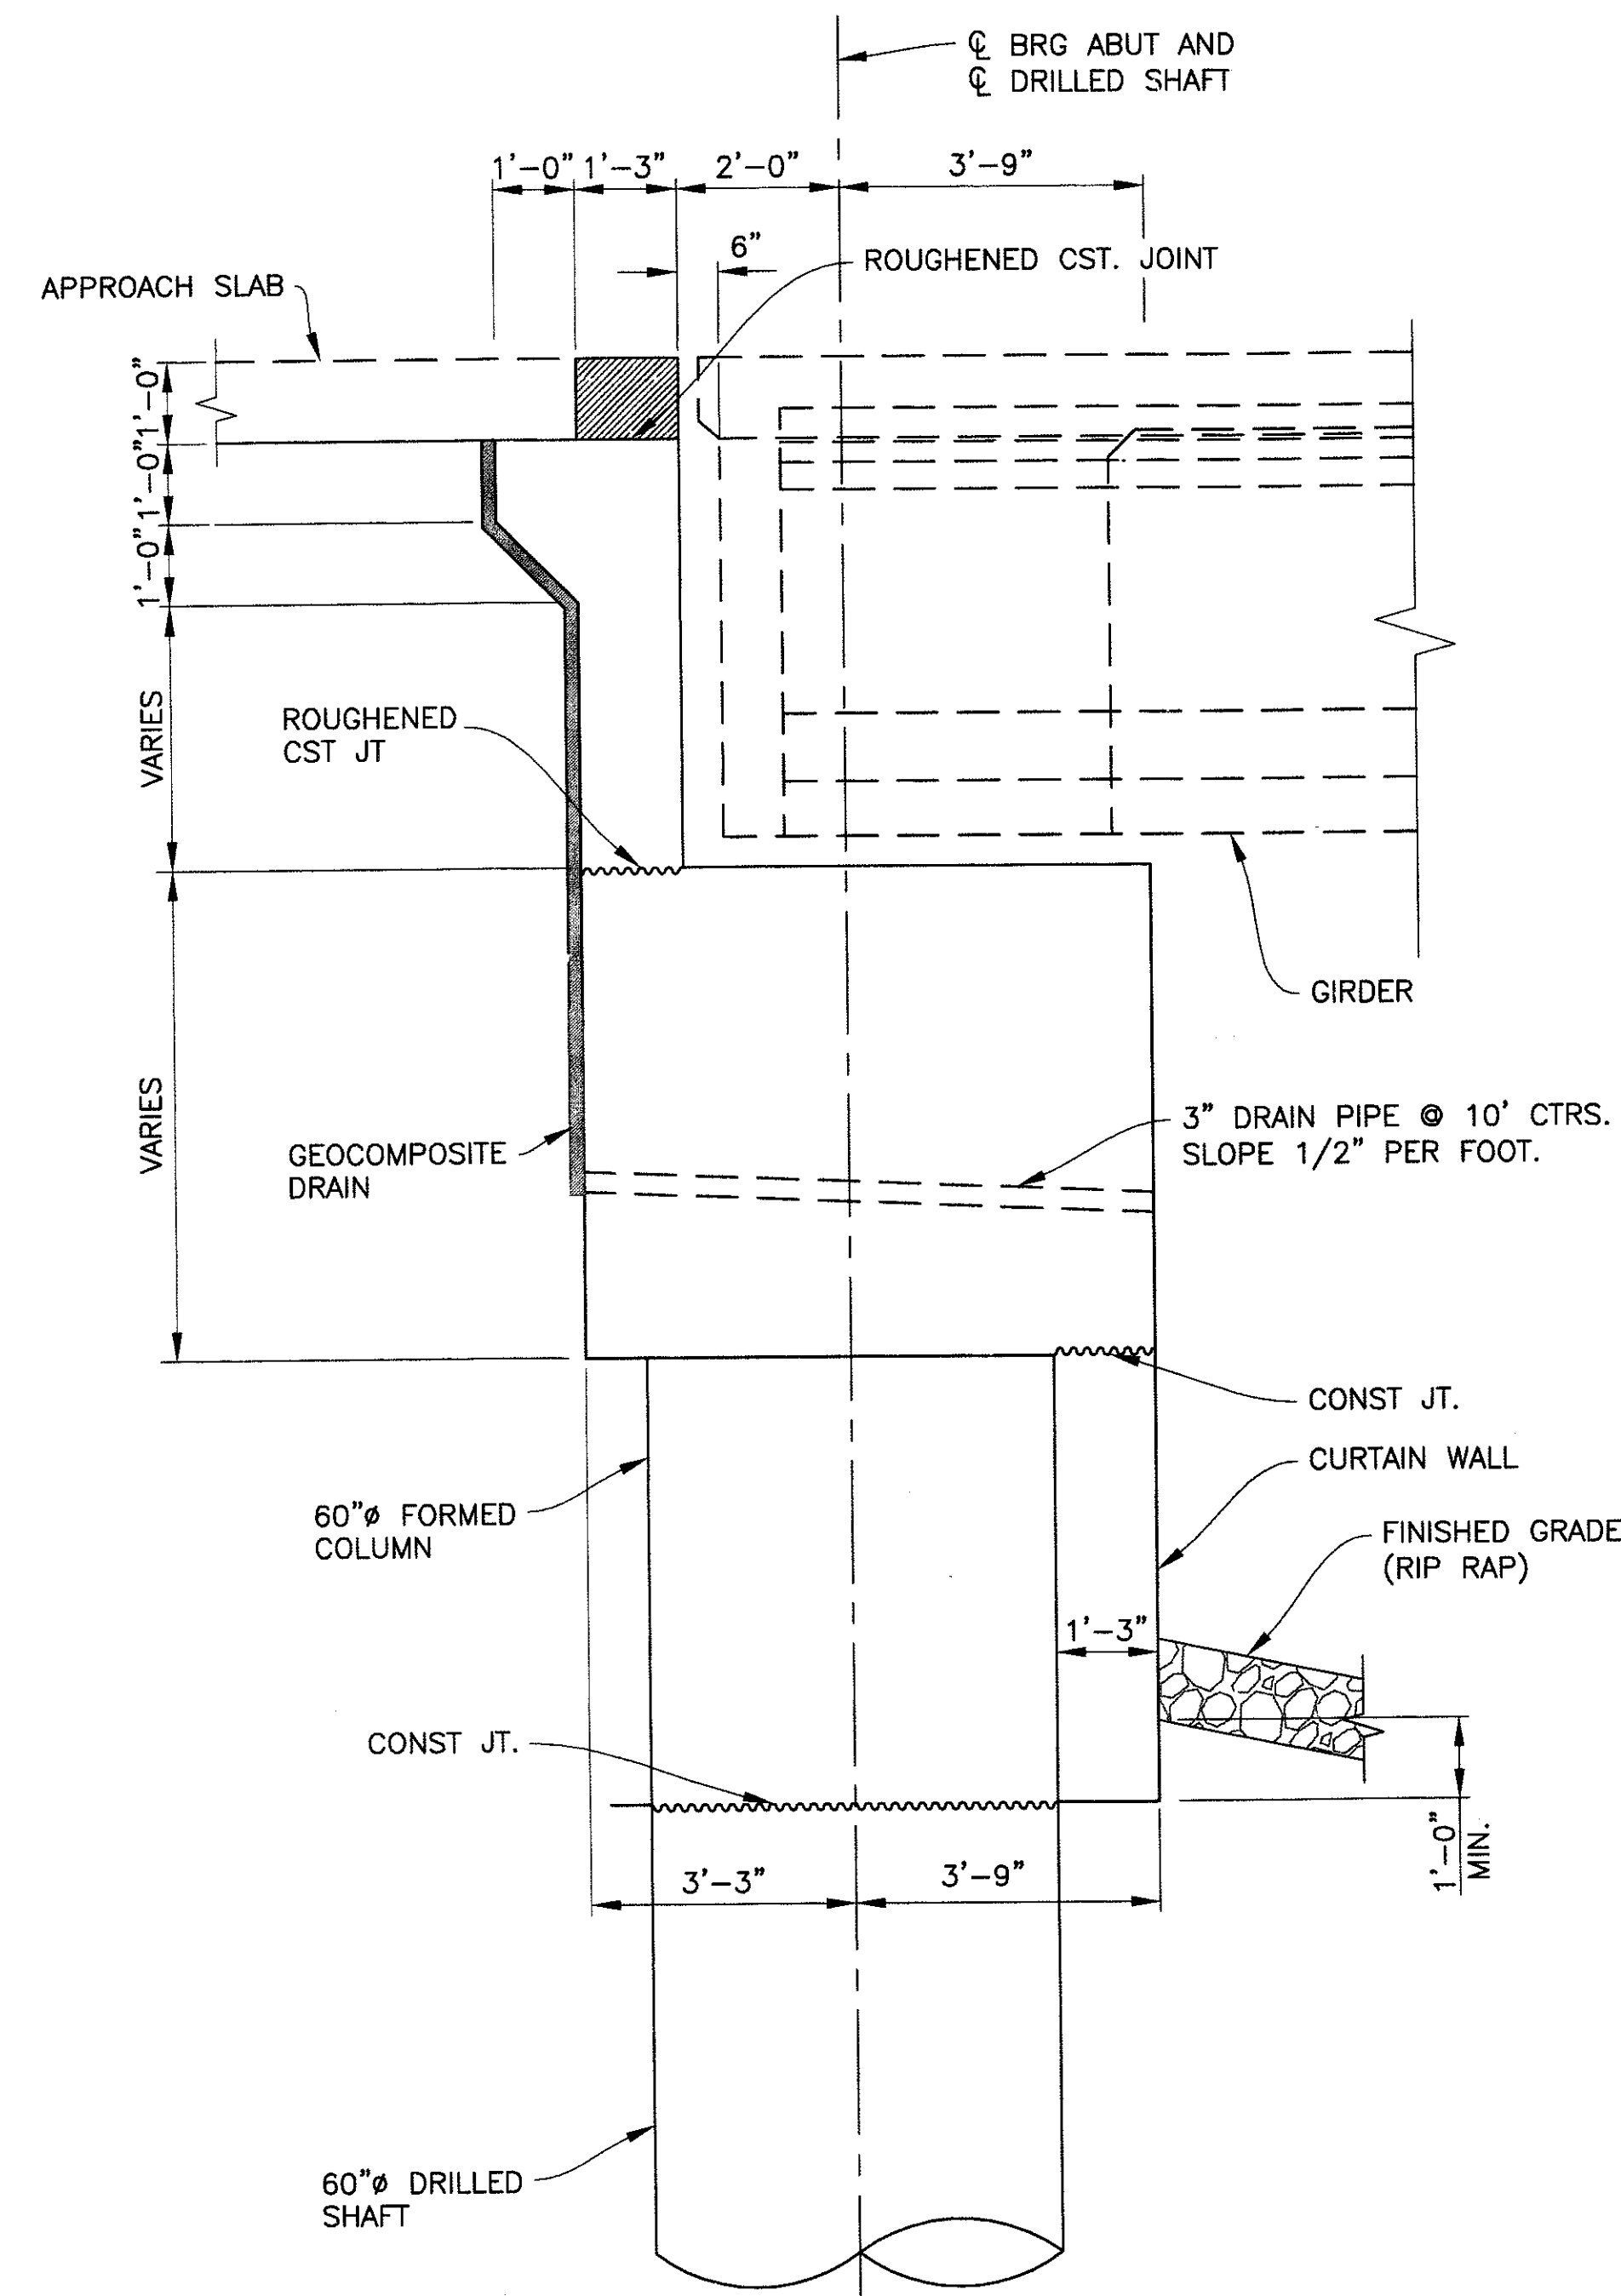 ℄ BRG ABUT AND
℄ DRILLED SHAFT
1'-0"
1'-3"
2'-0"
3'-9"
6"
ROUGHENED CST. JOINT
APPROACH SLAB
1'-0"
1'-0"
1'-0"
VARIES
ROUGHENED
CST JT
GIRDER
VARIES
3" DRAIN PIPE @ 10' CTRS.
SLOPE 1/2" PER FOOT.
GEOCOMPOSITE
DRAIN
CONST JT.
CURTAIN WALL
60"ø FORMED
COLUMN
FINISHED GRADE
(RIP RAP)
1'-3"
CONST JT.
1'-0"
MIN.
3'-3"
3'-9"
60"ø DRILLED
SHAFT